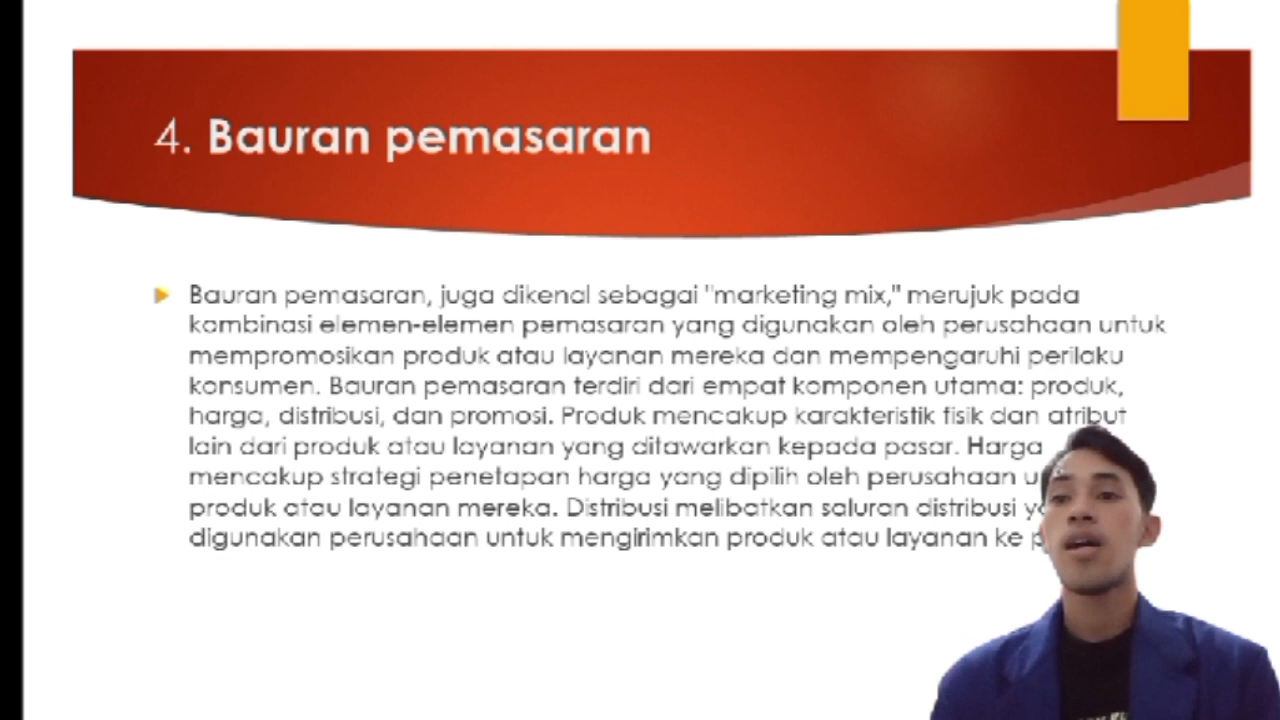 4. Bauran pemasaran
Bauran pemasaran, juga dikenal sebagai "marketing mix," merujuk pada
kombinasi elemen-elemen pemasaran yang digunakan oleh perusahaan untuk
mempromosikan produk atau layanan mereka dan mempengaruhi perilaku
konsumen. Bauran pemasaran terdiri dari empat komponen utama: produk,
harga, distribusi, dan promosi. Produk mencakup karakteristik fisik dan atribut
lain dari produk atau layanan yang ditawarkan kepada pasar. Harga
mencakup strategi penetapan harga yang dipilih oleh perusahaan
produk atau layanan mereka. Distribusi melibatkan saluran distribusi
digunakan perusahaan untuk mengirimkan produk atau layanan ke